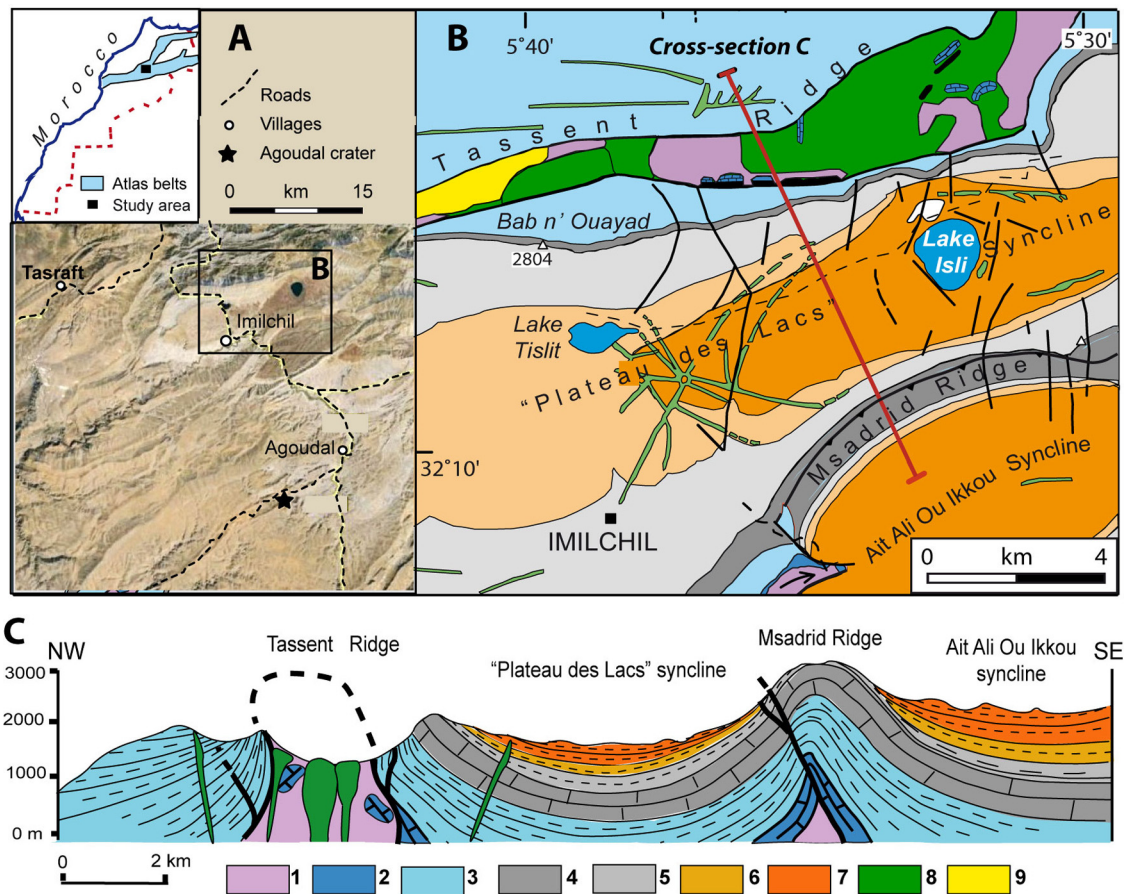 Morocco
Atlas belts
Study area
A
Roads
Villages
Agoudal crater
0 km 15
Tasraft
B
Imilchil
Agoudal
B
5°40'
Cross-section C
5°30'
Tassent Ridge
Bab n' Ouayad
2804
Lake
Isli
Lake
Tislit
"Plateau des Lacs" Syncline
32°10'
Msadrid Ridge
Ait Ali Ou Ikkou Syncline
IMILCHIL
0 km 4
C
NW
Tassent Ridge
"Plateau des Lacs" syncline
Msadrid Ridge
Ait Ali Ou Ikkou
syncline
SE
3000
2000
1000
0 m
0 2 km
1 2 3 4 5 6 7 8 9